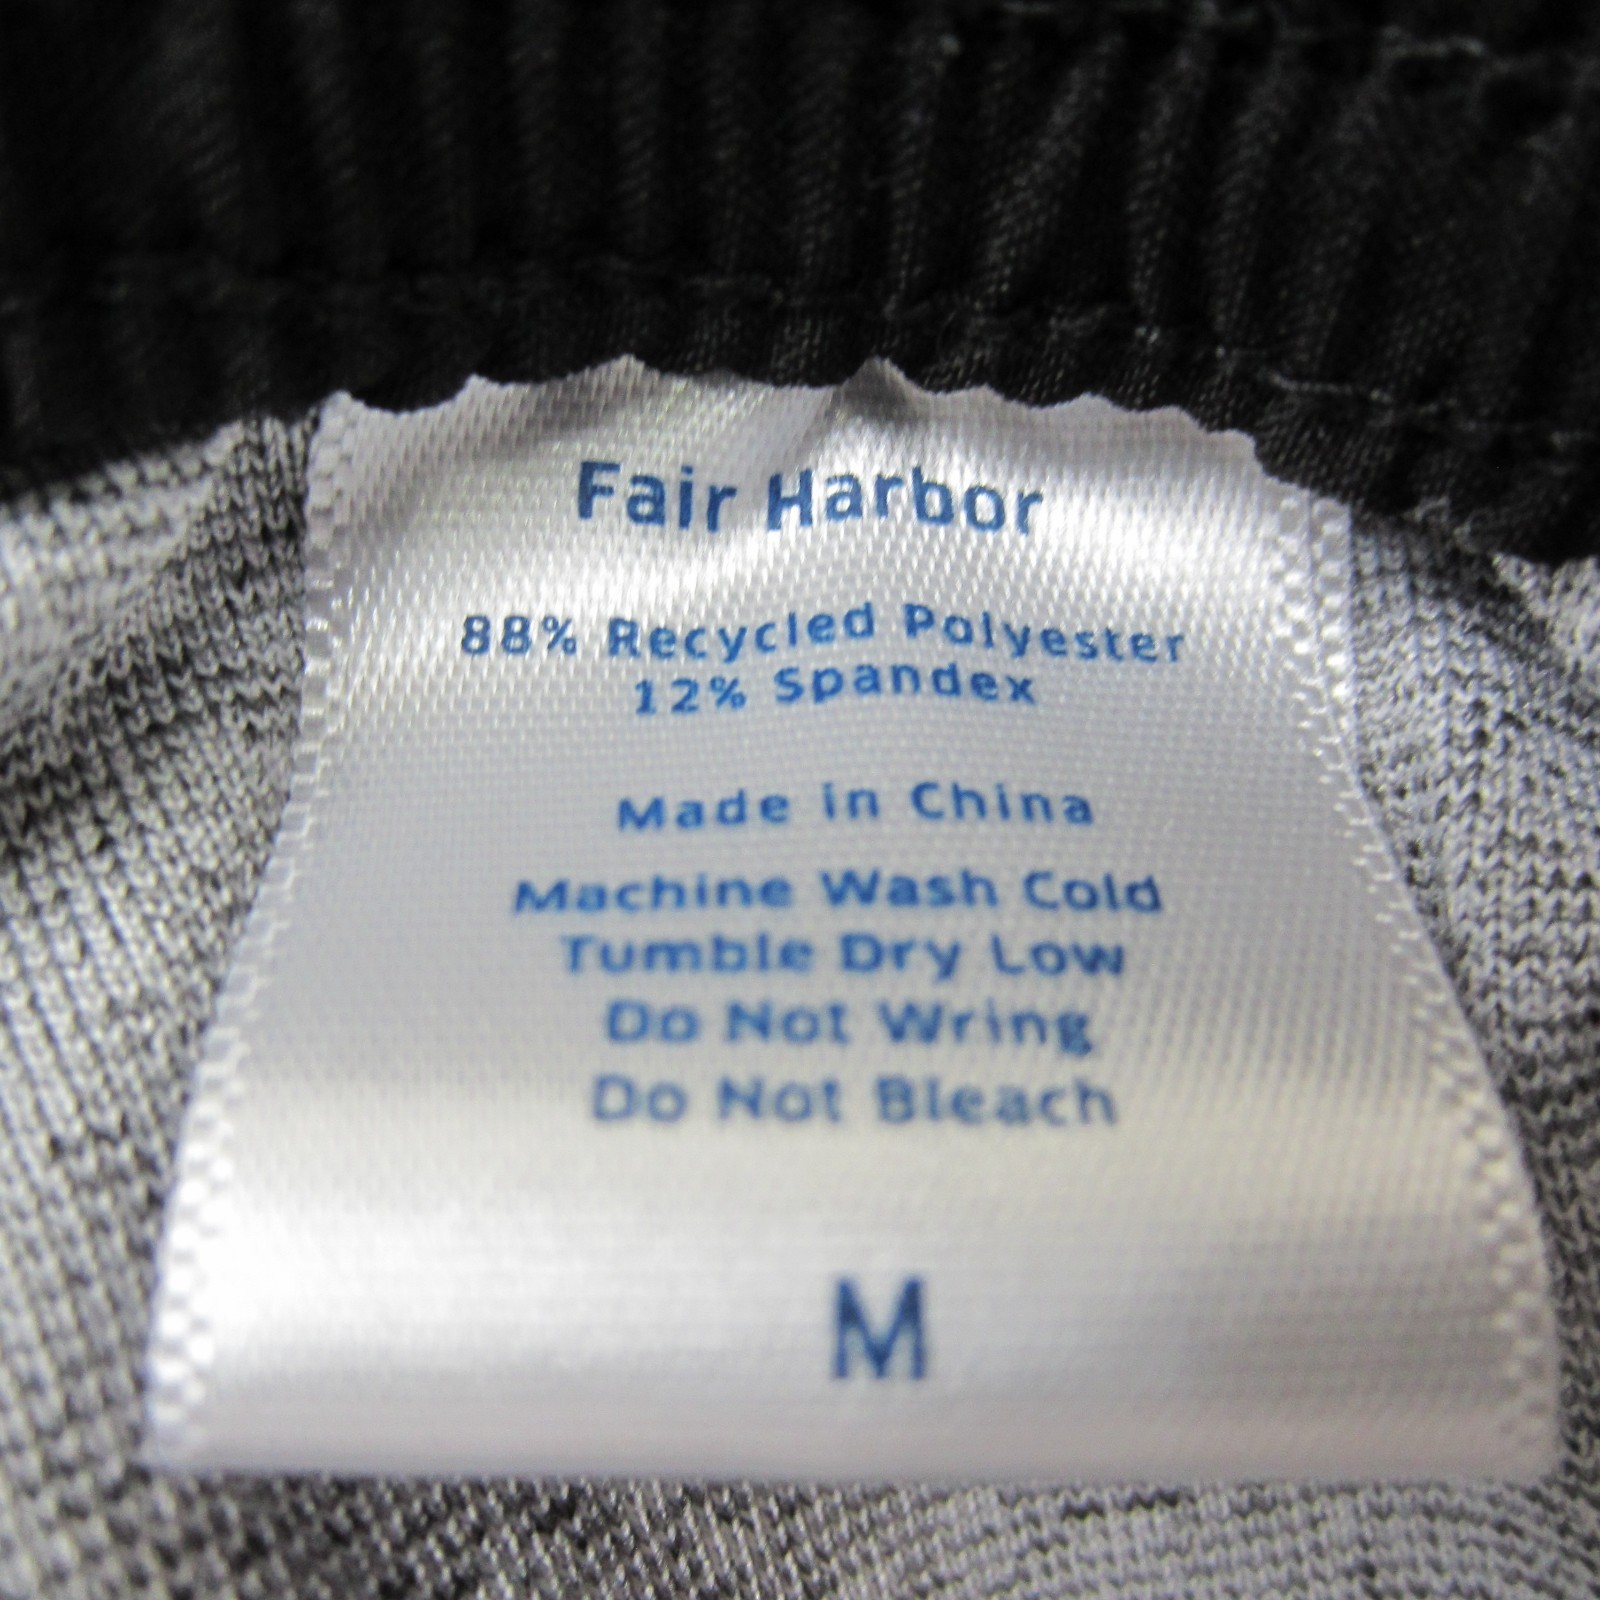 Fair Harbor
88% Recycled Polyester
12% Spandex
Made in China
Machine Wash Cold
Tumble Dry Low
Do Not Wring
Do Not Bleach
M